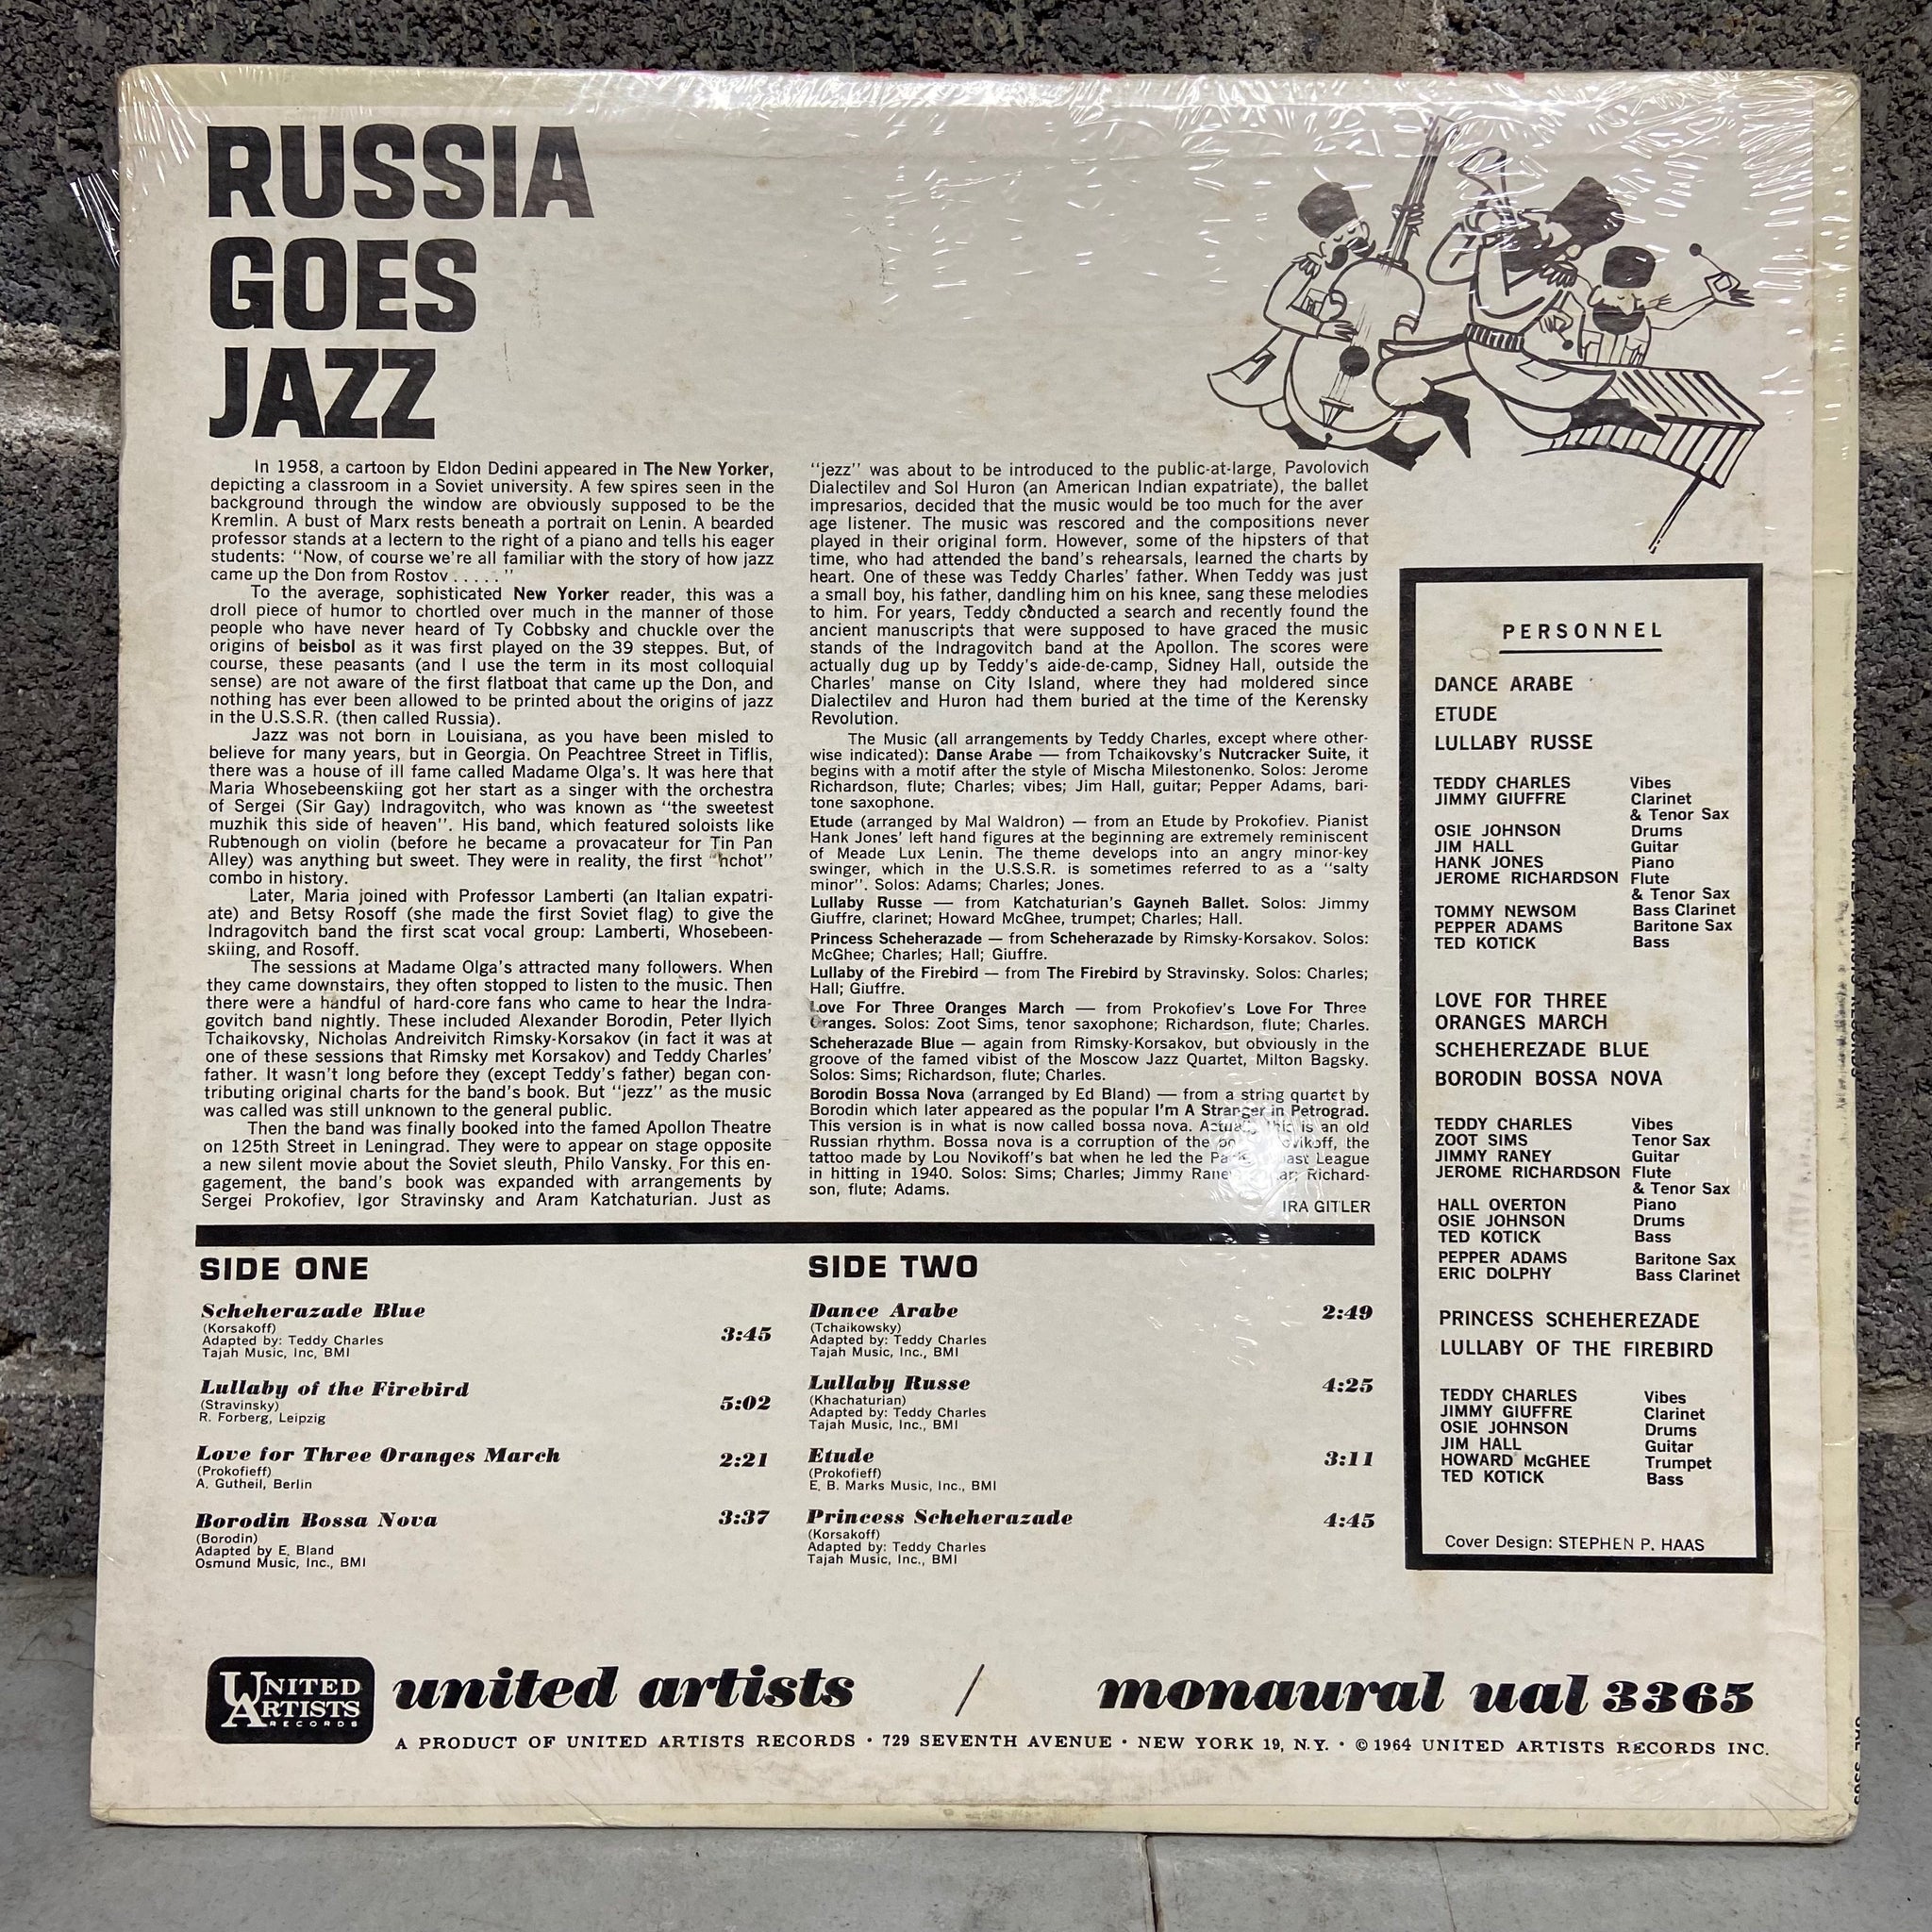 RUSSIA
GOES
JAZZ
In 1958, a cartoon by Eldon Dedini appeared in The New Yorker,
depicting a classroom in a Soviet university. A few spires seen in the
background through the window are obviously supposed to be the
Kremlin. A bust of Marx rests beneath a portrait on Lenin. A bearded
professor stands at a lectern to the right of a piano and tells his eager
students: "Now, of course we're all familiar with the story of how jazz
came up the Don from Rostov . . . . . "
To the average, sophisticated New Yorker reader, this was a
droll piece of humor to chortled over much in the manner of those
people who have never heard of Ty Cobbsky and chuckle over the
origins of beisbol as it was first played on the 39 steppes. But, of
course, these peasants (and I use the term in its most colloquial
sense) are not aware of the first flatboat that came up the Don, and
nothing has ever been allowed to be printed about the origins of jazz
in the U.S.S.R. (then called Russia).
Jazz was not born in Louisiana, as you have been misled to
believe for many years, but in Georgia. On Peachtree Street in Tiflis,
there was a house of ill fame called Madame Olga's. It was here that
Maria Whosebeenskiing got her start as a singer with the orchestra
of Sergei (Sir Gay) Indragovitch, who was known as "the sweetest
muzhik this side of heaven". His band, which featured soloists like
Rubenough on violin (before he became a provacateur for Tin Pan
Alley) was anything but sweet. They were in reality, the first "hchot"
combo in history.
Later, Maria joined with Professor Lamberti (an Italian expatri-
ate) and Betsy Rosoff (she made the first Soviet flag) to give the
Indragovitch band the first scat vocal group: Lamberti, Whosebeen-
skiing, and Rosoff.
The sessions at Madame Olga's attracted many followers. When
they came downstairs, they often stopped to listen to the music. Then
there were a handful of hard-core fans who came to hear the Indra-
govitch band nightly. These included Alexander Borodin, Peter Ilyich
Tchaikovsky, Nicholas Andreivitch Rimsky-Korsakov (in fact it was at
one of these sessions that Rimsky met Korsakov) and Teddy Charles'
father. It wasn't long before they (except Teddy's father) began con-
tributing original charts for the band's book. But "jezz" as the music
was called was still unknown to the general public.
Then the band was finally booked into the famed Apollon Theatre
on 125th Street in Leningrad. They were to appear on stage opposite
a new silent movie about the Soviet sleuth, Philo Vansky. For this en-
gagement, the band's book was expanded with arrangements by
Sergei Prokofiev, Igor Stravinsky and Aram Katchaturian. Just as
"jezz" was about to be introduced to the public-at-large, Pavolovich
Dialectilev and Sol Huron (an American Indian expatriate), the ballet
impresarios, decided that the music would be too much for the aver
age listener. The music was rescored and the compositions never
played in their original form. However, some of the hipsters of that
time, who had attended the band's rehearsals, learned the charts by
heart. One of these was Teddy Charles' father. When Teddy was just
a small boy, his father, dandling him on his knee, sang these melodies
to him. For years, Teddy conducted a search and recently found the
ancient manuscripts that were supposed to have graced the music
stands of the Indragovitch band at the Apollon. The scores were
actually dug up by Teddy's aide-de-camp, Sidney Hall, outside the
Charles' manse on City Island, where they had moldered since
Dialectilev and Huron had them buried at the time of the Kerensky
Revolution.
The Music (all arrangements by Teddy Charles, except where other-
wise indicated): Danse Arabe — from Tchaikovsky's Nutcracker Suite, it
begins with a motif after the style of Mischa Milestonenko. Solos: Jerome
Richardson, flute; Charles; vibes; Jim Hall, guitar; Pepper Adams, bari-
tone saxophone.
Etude (arranged by Mal Waldron) — from an Etude by Prokofiev. Pianist
Hank Jones' left hand figures at the beginning are extremely reminiscent
of Meade Lux Lenin. The theme develops into an angry minor-key
swinger, which in the U.S.S.R. is sometimes referred to as a "salty
minor". Solos: Adams; Charles; Jones.
Lullaby Russe — from Katchaturian's Gayneh Ballet. Solos: Jimmy
Giuffre, clarinet; Howard McGhee, trumpet; Charles; Hall.
Princess Scheherazade — from Scheherazade by Rimsky-Korsakov. Solos:
McGhee; Charles; Hall; Giuffre.
Lullaby of the Firebird — from The Firebird by Stravinsky. Solos: Charles;
Hall; Giuffre.
Love For Three Oranges March — from Prokofiev's Love For Three
Oranges. Solos: Zoot Sims, tenor saxophone; Richardson, flute; Charles.
Scheherazade Blue — again from Rimsky-Korsakov, but obviously in the
groove of the famed vibist of the Moscow Jazz Quartet, Milton Bagsky.
Solos: Sims; Richardson, flute; Charles.
Borodin Bossa Nova (arranged by Ed Bland) — from a string quartet by
Borodin which later appeared as the popular I'm A Stranger in Petrograd.
This version is in what is now called bossa nova. Actually this is an old
Russian rhythm. Bossa nova is a corruption of the the
tattoo made by Lou Novikoff's bat when he led the League
in hitting in 1940. Solos: Sims; Charles; Jimmy Raney Richard-
son, flute; Adams.
IRA GITLER
PERSONNEL
DANCE ARABE
ETUDE
LULLABY RUSSE
TEDDY CHARLES Vibes
JIMMY GIUFFRE Clarinet
& Tenor Sax
OSIE JOHNSON Drums
JIM HALL Guitar
HANK JONES Piano
JEROME RICHARDSON Flute
& Tenor Sax
TOMMY NEWSOM Bass Clarinet
PEPPER ADAMS Baritone Sax
TED KOTICK Bass
LOVE FOR THREE
ORANGES MARCH
SCHEHEREZADE BLUE
BORODIN BOSSA NOVA
TEDDY CHARLES Vibes
ZOOT SIMS Tenor Sax
JIMMY RANEY Guitar
JEROME RICHARDSON Flute
& Tenor Sax
HALL OVERTON Piano
OSIE JOHNSON Drums
TED KOTICK Bass
PEPPER ADAMS Baritone Sax
ERIC DOLPHY Bass Clarinet
PRINCESS SCHEHEREZADE
LULLABY OF THE FIREBIRD
TEDDY CHARLES Vibes
JIMMY GIUFFRE Clarinet
OSIE JOHNSON Drums
JIM HALL Guitar
HOWARD McGHEE Trumpet
TED KOTICK Bass
Cover Design: STEPHEN P. HAAS
SIDE ONE
Scheherazade Blue
(Korsakoff)
Adapted by: Teddy Charles 3:45
Tajah Music, Inc, BMI
Lullaby of the Firebird
(Stravinsky) 5:02
R. Forberg, Leipzig
Love for Three Oranges March 2:21
(Prokofieff)
A. Gutheil, Berlin
Borodin Bossa Nova 3:37
(Borodin)
Adapted by E. Bland
Osmund Music, Inc., BMI
SIDE TWO
Dance Arabe 2:49
(Tchaikowsky)
Adapted by: Teddy Charles
Tajah Music, Inc., BMI
Lullaby Russe 4:25
(Khachaturian)
Adapted by: Teddy Charles
Tajah Music, Inc., BMI
Etude 3:11
(Prokofieff)
E. B. Marks Music, Inc., BMI
Princess Scheherazade 4:45
(Korsakoff)
Adapted by: Teddy Charles
Tajah Music, Inc., BMI
UNITED
ARTISTS
RECORDS
united artists / monaural ual 3365
A PRODUCT OF UNITED ARTISTS RECORDS • 729 SEVENTH AVENUE • NEW YORK 19, N.Y. • © 1964 UNITED ARTISTS RECORDS INC.